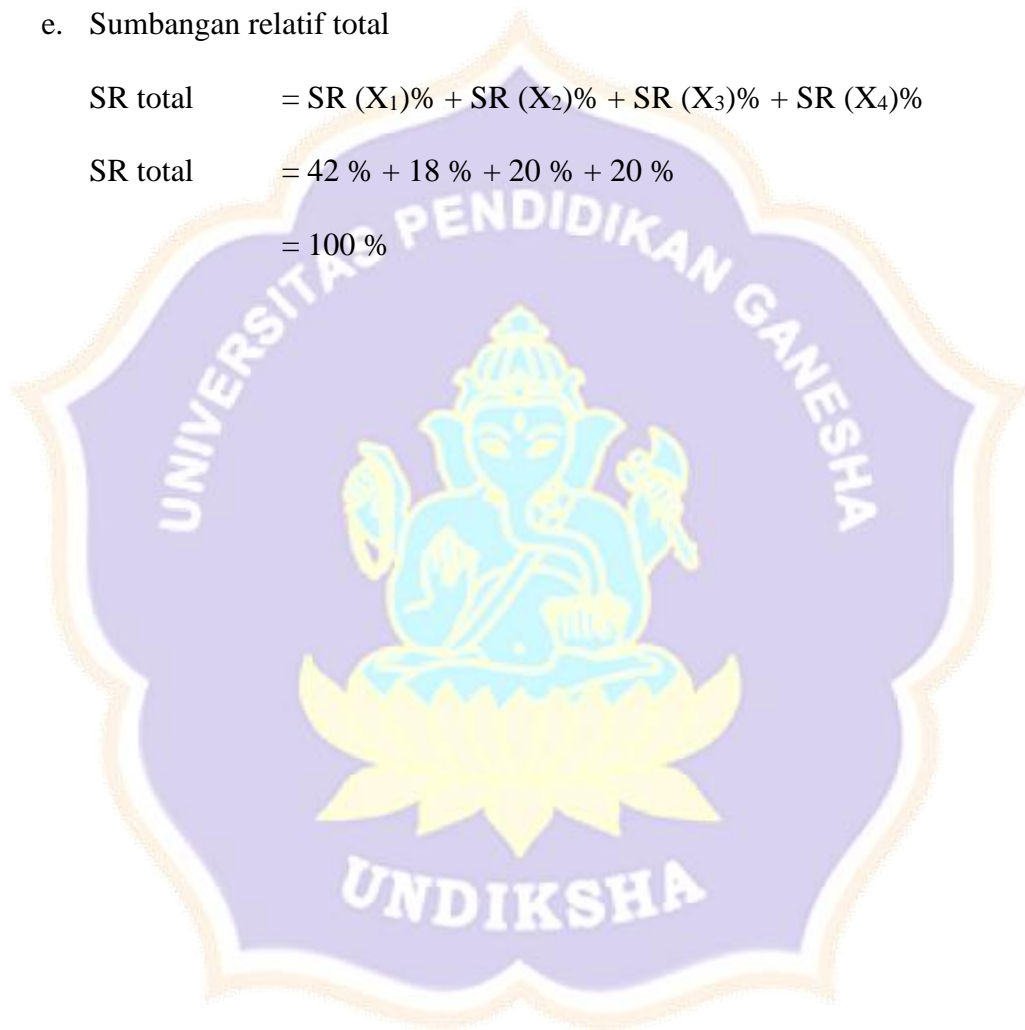 e. Sumbangan relatif total
SR total = SR (X₁)% + SR (X₂)% + SR (X₃)% + SR (X₄)%
SR total = 42 % + 18 % + 20 % + 20 %
= 100 %
UNIVERSITAS PENDIDIKAN GANESHA
UNDIKSHA